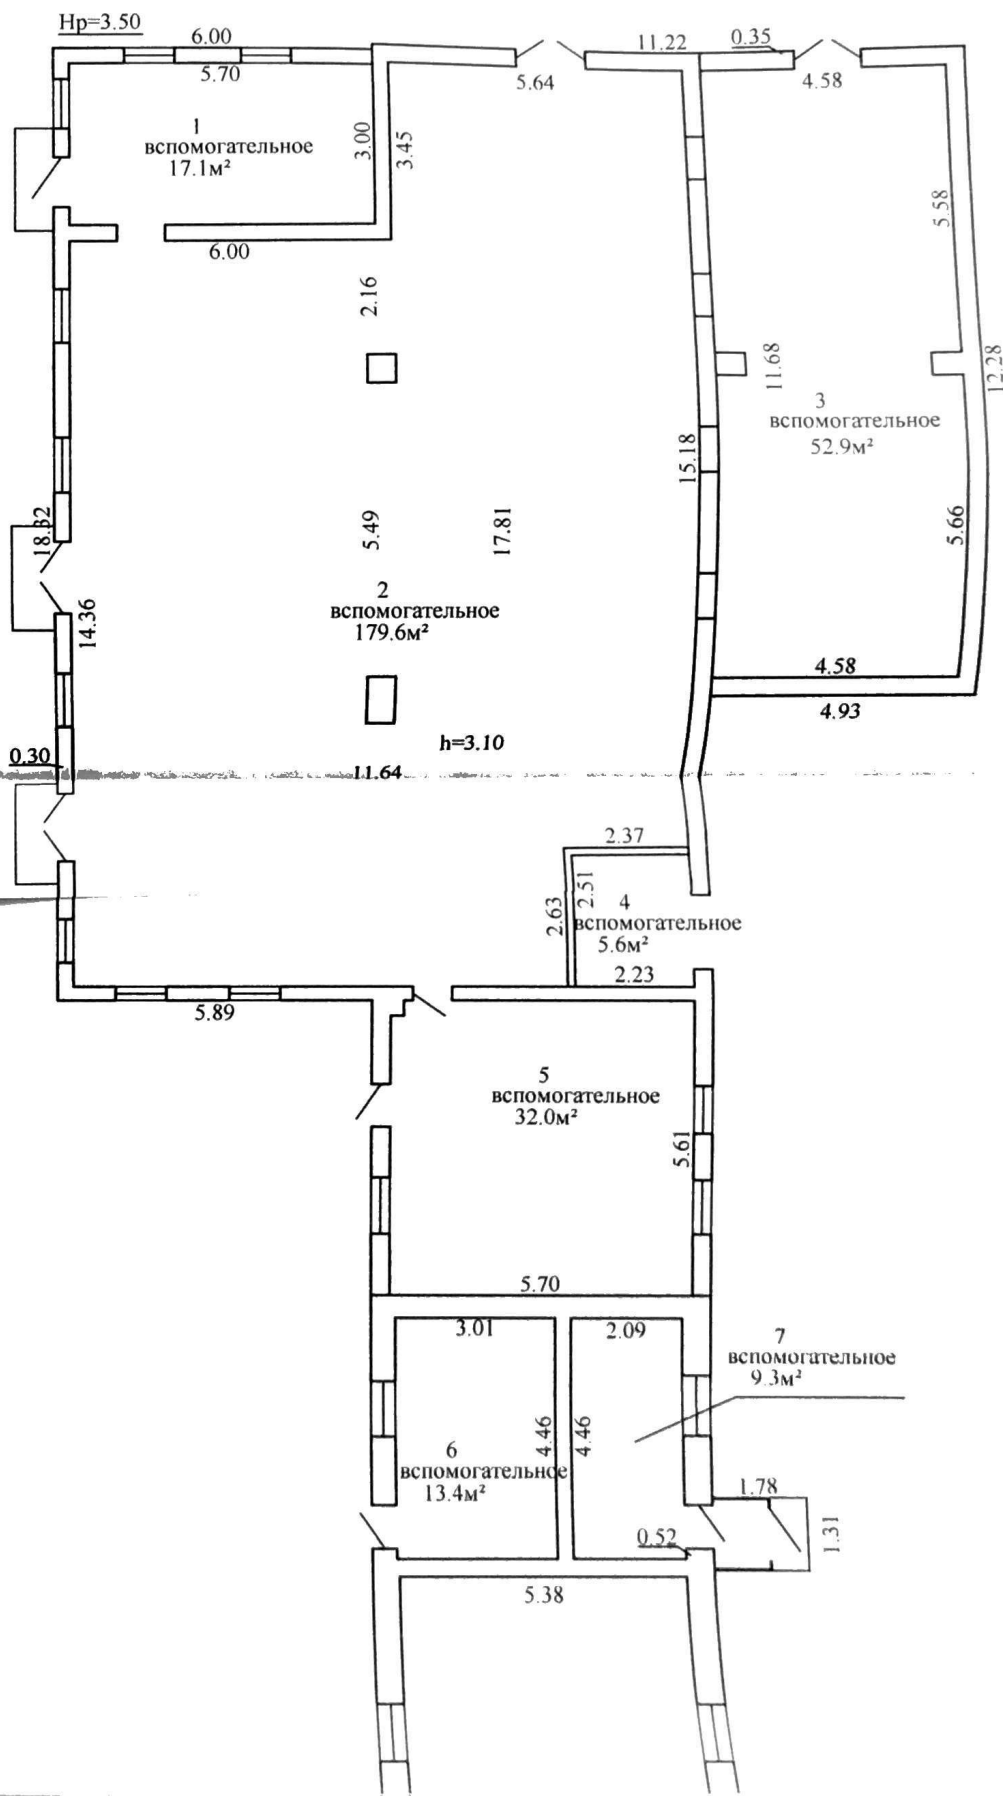 Нр=3.50
6.00
5.70
11.22
0.35
5.64
4.58
1
вспомогательное
17.1м²
3.00
3.45
5.58
6.00
2.16
11.68
12.28
3
вспомогательное
52.9м²
15.18
18.32
5.49
17.81
5.66
2
вспомогательное
179.6м²
14.36
4.58
4.93
h=3.10
0.30
11.64
2.37
2.51
2.63
4
вспомогательное
5.6м²
2.23
5.89
5
вспомогательное
32.0м²
5.61
5.70
3.01
2.09
7
вспомогательное
9.3м²
4.46
4.46
6
вспомогательное
13.4м²
1.78
1.31
0.52
5.38